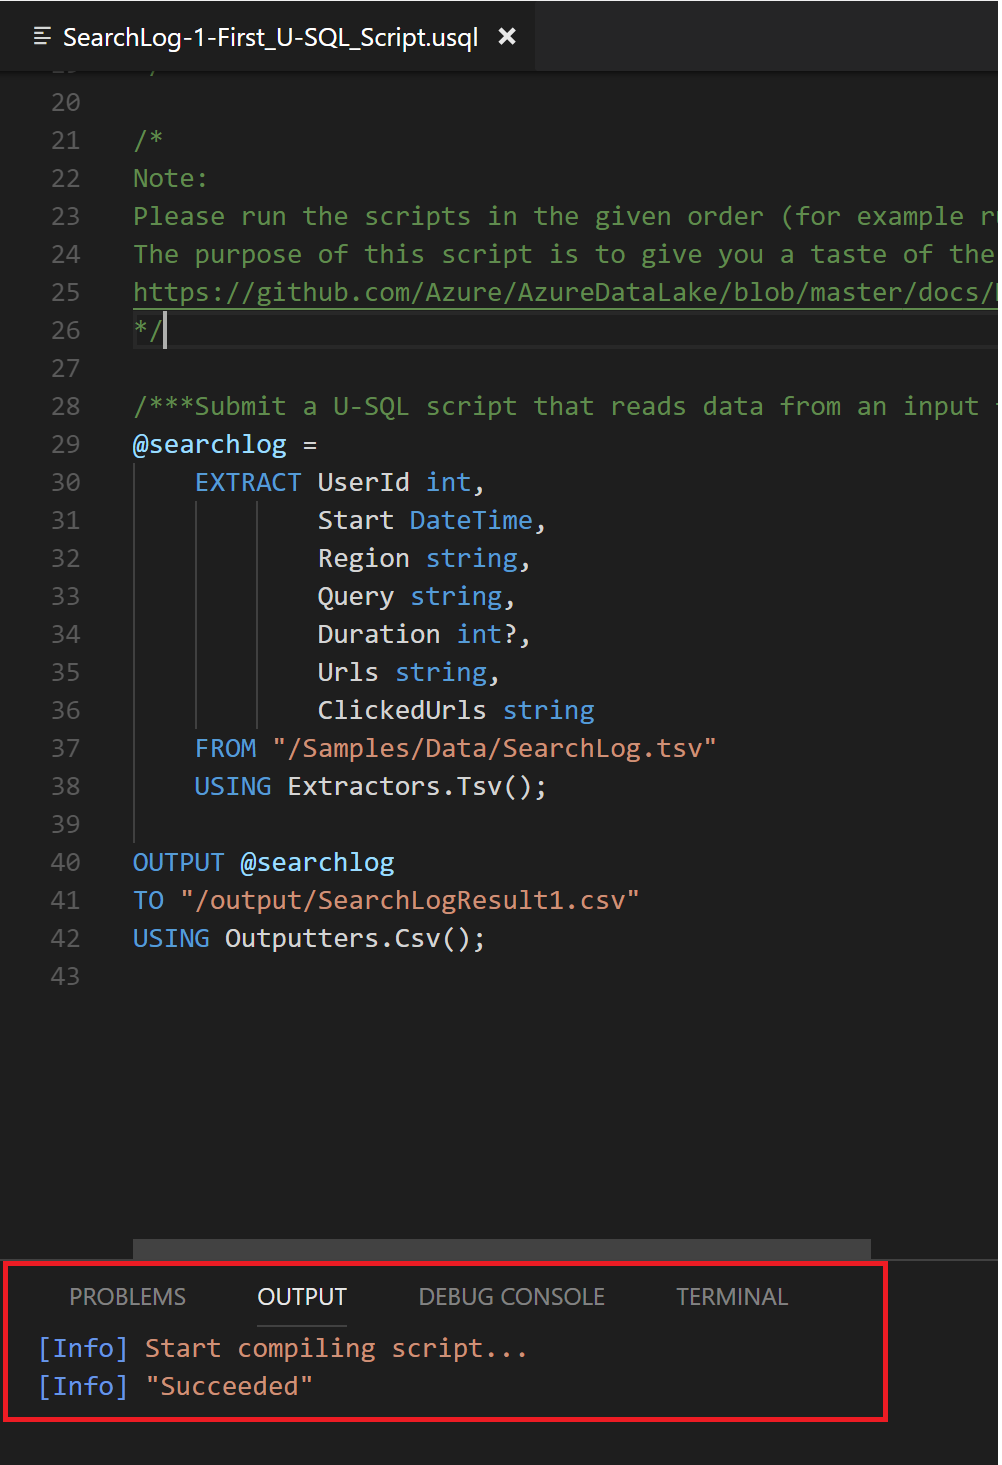 SearchLog-1-First_U-SQL_Script.usql
20
21 /*
22 Note:
23 Please run the scripts in the given order (for example
24 The purpose of this script is to give you a taste of the
25 https://github.com/Azure/AzureDataLake/blob/master/docs/
26 */
27
28 /***Submit a U-SQL script that reads data from an input
29 @searchlog =
30     EXTRACT UserId int,
31             Start DateTime,
32             Region string,
33             Query string,
34             Duration int?,
35             Urls string,
36             ClickedUrls string
37     FROM "/Samples/Data/SearchLog.tsv"
38     USING Extractors.Tsv();
39
40 OUTPUT @searchlog
41 TO "/output/SearchLogResult1.csv"
42 USING Outputters.Csv();
43
PROBLEMS OUTPUT DEBUG CONSOLE TERMINAL
[Info] Start compiling script...
[Info] "Succeeded"